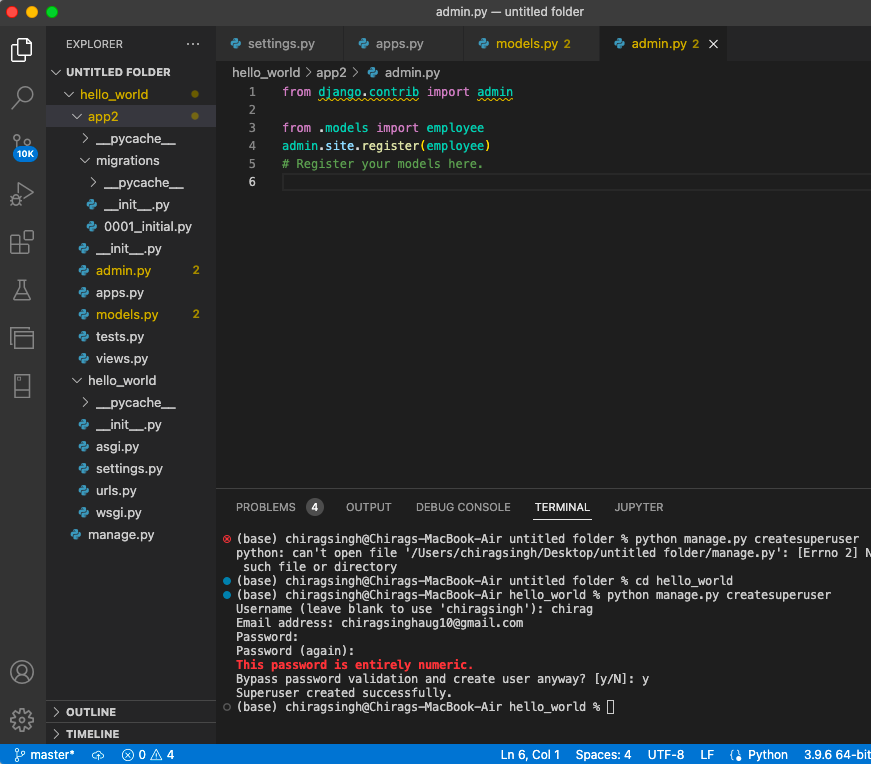 admin.py — untitled folder
EXPLORER
settings.py
apps.py
models.py 2
admin.py 2
UNTITLED FOLDER
hello_world > app2 > admin.py
hello_world
app2
__pycache__
migrations
__pycache__
__init__.py
0001_initial.py
__init__.py
admin.py 2
apps.py
models.py 2
tests.py
views.py
hello_world
__pycache__
__init__.py
asgi.py
settings.py
urls.py
wsgi.py
manage.py
10K
1 from django.contrib import admin
2
3 from .models import employee
4 admin.site.register(employee)
5 # Register your models here.
6
PROBLEMS 4 OUTPUT DEBUG CONSOLE TERMINAL JUPYTER
(base) chiragsingh@Chirags-MacBook-Air untitled folder % python manage.py createsuperuser
python: can't open file '/Users/chiragsingh/Desktop/untitled folder/manage.py': [Errno 2] N
such file or directory
(base) chiragsingh@Chirags-MacBook-Air untitled folder % cd hello_world
(base) chiragsingh@Chirags-MacBook-Air hello_world % python manage.py createsuperuser
Username (leave blank to use 'chiragsingh'): chirag
Email address: chiragsinghaug10@gmail.com
Password:
Password (again):
This password is entirely numeric.
Bypass password validation and create user anyway? [y/N]: y
Superuser created successfully.
(base) chiragsingh@Chirags-MacBook-Air hello_world %
OUTLINE
TIMELINE
master* 0 4 Ln 6, Col 1 Spaces: 4 UTF-8 LF Python 3.9.6 64-bit